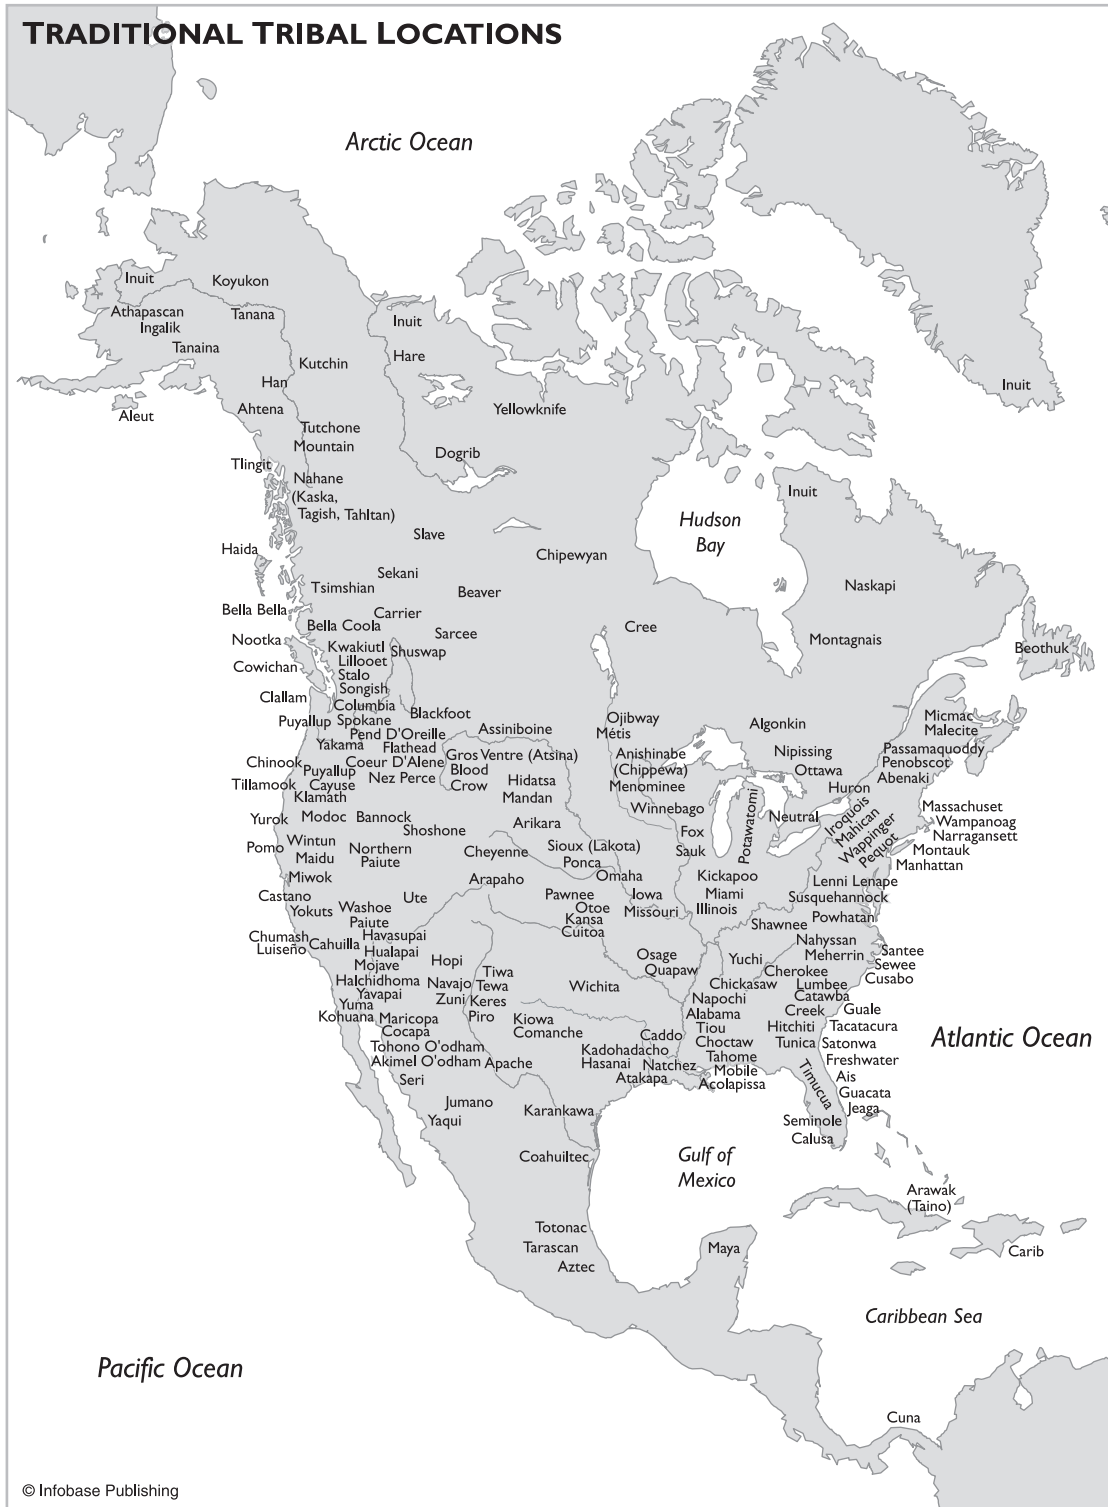 TRADITIONAL TRIBAL LOCATIONS
Arctic Ocean
Inuit
Koyukon
Athapascan
Ingalik
Tanana
Tanaina
Inuit
Hare
Kutchin
Han
Inuit
Aleut
Ahtena
Yellowknife
Tutchone
Mountain
Dogrib
Tlingit
Nahane
(Kaska,
Tagish, Tahltan)
Inuit
Hudson
Bay
Slave
Haida
Chipewyan
Sekani
Tsimshian
Beaver
Naskapi
Bella Bella
Carrier
Bella Coola
Sarcee
Cree
Nootka
Kwakiutl
Shuswap
Montagnais
Beothuk
Lillooet
Cowichan
Stalo
Songish
Clallam
Columbia
Blackfoot
Puyallup
Spokane
Pend D'Oreille
Assiniboine
Ojibway
Métis
Algonkin
Micmac
Malecite
Yakama
Flathead
Gros Ventre (Atsina)
Anishinabe
(Chippewa)
Nipissing
Passamaquoddy
Penobscot
Chinook
Coeur D'Alene
Blood
Ottawa
Abenaki
Puyallup
Nez Perce
Crow
Hidatsa
Menominee
Huron
Tillamook
Cayuse
Klamath
Mandan
Winnebago
Potawatomi
Neutral
Iroquois
Mahican
Wappinger
Pequot
Massachuset
Wampanoag
Narragansett
Montauk
Manhattan
Yurok
Modoc
Bannock
Shoshone
Arikara
Fox
Sauk
Pomo
Wintun
Maidu
Northern
Paiute
Cheyenne
Sioux (Lakota)
Ponca
Miwok
Arapaho
Omaha
Kickapoo
Lenni Lenape
Castano
Yokuts
Washoe
Paiute
Ute
Pawnee
Otoe
Iowa
Missouri
Miami
Illinois
Susquehannock
Powhatan
Kansa
Cuitoa
Shawnee
Chumash
Luiseño
Cahuilla
Havasupai
Hualapai
Nahyssan
Meherrin
Santee
Sewee
Cusabo
Mojave
Hopi
Tiwa
Tewa
Osage
Quapaw
Yuchi
Cherokee
Halchidhoma
Navajo
Wichita
Chickasaw
Lumbee
Yavapai
Zuni
Keres
Napochi
Catawba
Yuma
Kohuana
Maricopa
Piro
Kiowa
Comanche
Alabama
Creek
Guale
Cocapa
Tiou
Hitchiti
Tacatacura
Caddo
Choctaw
Tunica
Satonwa
Tohono O'odham
Kadohadacho
Tahome
Freshwater
Akimel O'odham
Apache
Hasanai
Natchez
Mobile
Timucua
Ais
Seri
Atakapa
Acolapissa
Guacata
Jeaga
Jumano
Yaqui
Karankawa
Seminole
Calusa
Atlantic Ocean
Coahuiltec
Gulf of
Mexico
Arawak
(Taino)
Totonac
Tarascan
Aztec
Maya
Carib
Caribbean Sea
Pacific Ocean
Cuna
© Infobase Publishing